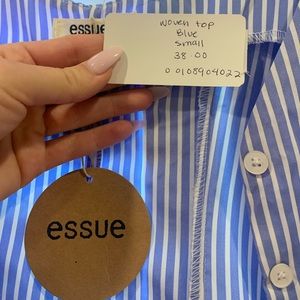 essue
woven top
Blue
small
38.00
0 0108904022
essue